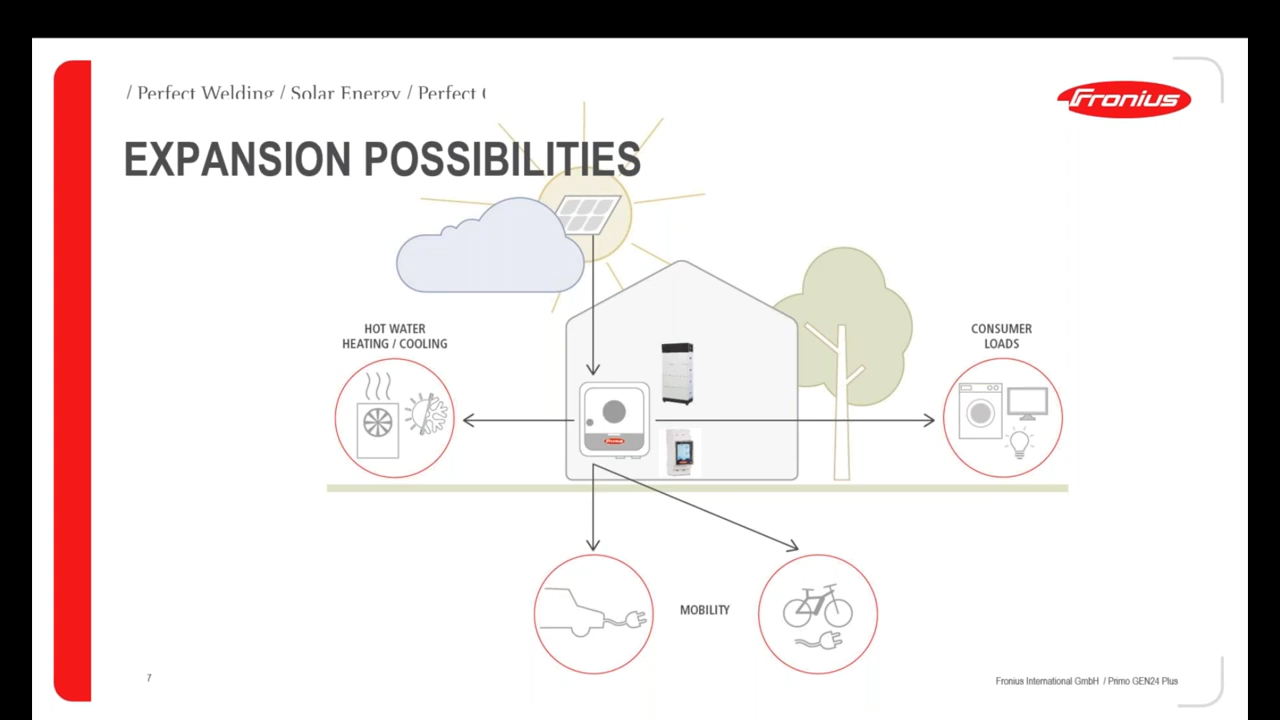 / Perfect Welding / Solar Energy / Perfect
Fronius
EXPANSION POSSIBILITIES
HOT WATER
HEATING / COOLING
CONSUMER
LOADS
Fronius
MOBILITY
7
Fronius International GmbH / Primo GEN24 Plus